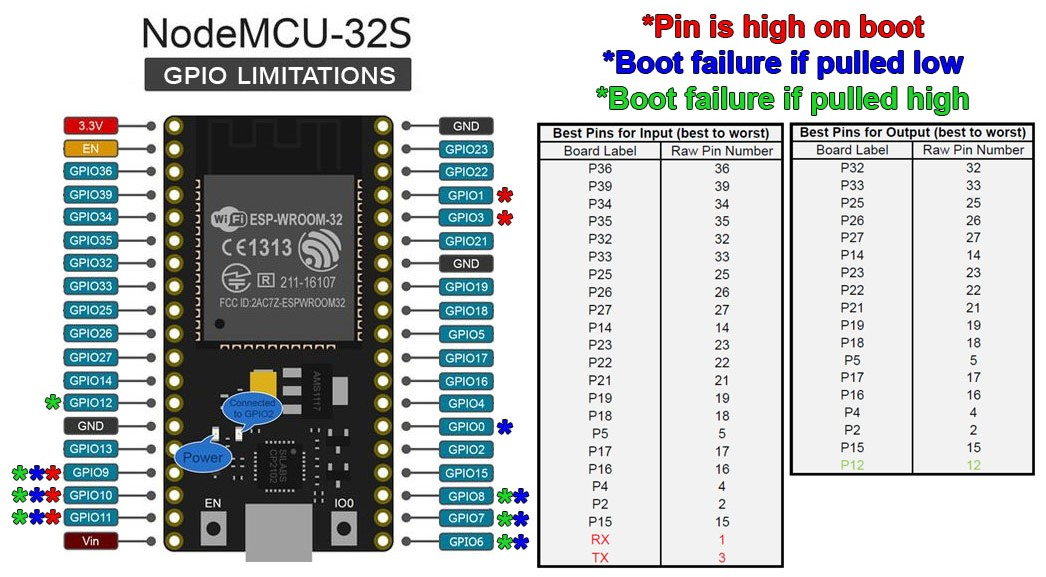 NodeMCU-32S
GPIO LIMITATIONS
*Pin is high on boot
*Boot failure if pulled low
*Boot failure if pulled high
3.3V
EN
GPIO36
GPIO39
GPIO34
GPIO35
GPIO32
GPIO33
GPIO25
GPIO26
GPIO27
GPIO14
* GPIO12
GND
GPIO13
*** GPIO9
*** GPIO10
*** GPIO11
Vin
WiFi ESP-WROOM-32
CE1313
R 211-16107
FCC ID:2AC7Z-ESPWROOM32
AMS1117
Connected
to GPIO2
Power
SILABS
CP2102
EN
IO0
GND
GPIO23
GPIO22
GPIO1 *
GPIO3 *
GPIO21
GND
GPIO19
GPIO18
GPIO5
GPIO17
GPIO16
GPIO4
GPIO0 *
GPIO2
GPIO15
GPIO8 **
GPIO7 **
GPIO6 **
Best Pins for Input (best to worst)
Board Label Raw Pin Number
P36 36
P39 39
P34 34
P35 35
P32 32
P33 33
P25 25
P26 26
P27 27
P14 14
P23 23
P22 22
P21 21
P19 19
P18 18
P5 5
P17 17
P16 16
P4 4
P2 2
P15 15
RX 1
TX 3
Best Pins for Output (best to worst)
Board Label Raw Pin Number
P32 32
P33 33
P25 25
P26 26
P27 27
P14 14
P23 23
P22 22
P21 21
P19 19
P18 18
P5 5
P17 17
P16 16
P4 4
P2 2
P15 15
P12 12